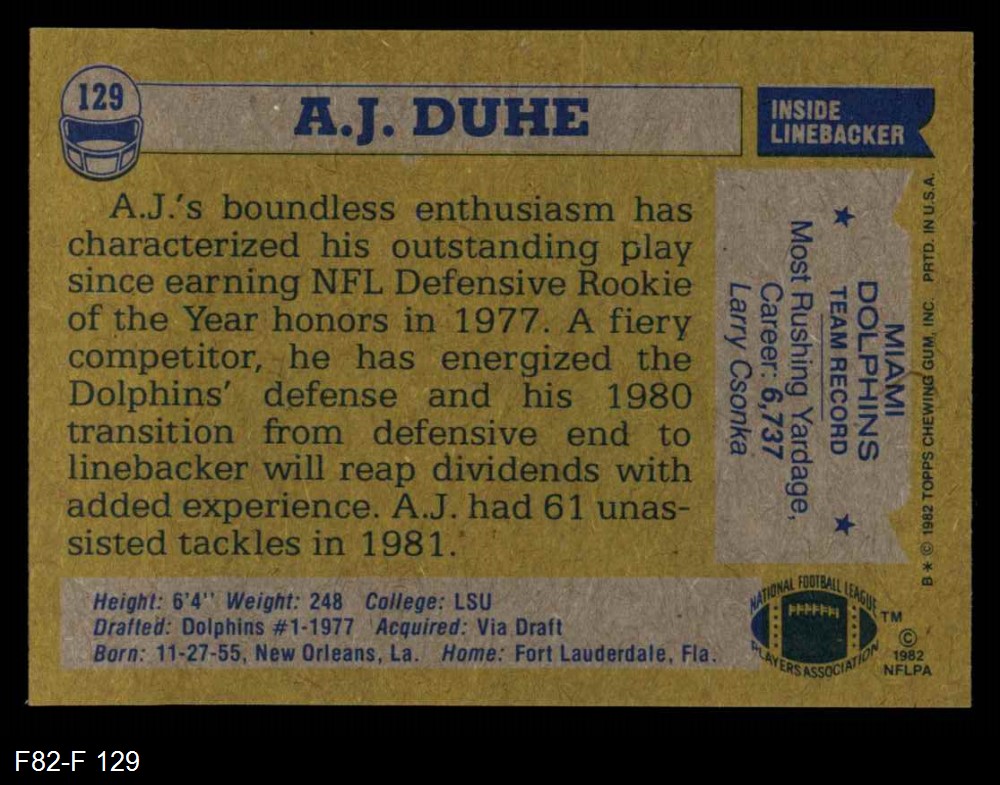 129
A.J. DUHE
INSIDE
LINEBACKER
A.J.'s boundless enthusiasm has
characterized his outstanding play
since earning NFL Defensive Rookie
of the Year honors in 1977. A fiery
competitor, he has energized the
Dolphins' defense and his 1980
transition from defensive end to
linebacker will reap dividends with
added experience. A.J. had 61 unas-
sisted tackles in 1981.
MIAMI
DOLPHINS
★ TEAM RECORD ★
Most Rushing Yardage,
Career: 6,737
Larry Csonka
B* © 1982 TOPPS CHEWING GUM, INC. PRTD. IN U.S.A.
Height: 6'4" Weight: 248 College: LSU
Drafted: Dolphins #1-1977 Acquired: Via Draft
Born: 11-27-55, New Orleans, La. Home: Fort Lauderdale, Fla.
NATIONAL FOOTBALL LEAGUE
PLAYERS ASSOCIATION
TM
©
1982
NFLPA
F82-F 129